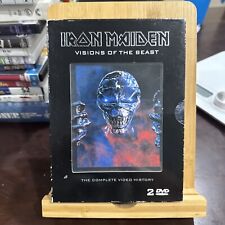 IRON MAIDEN
VISIONS OF THE BEAST
THE COMPLETE VIDEO HISTORY
2 DVD